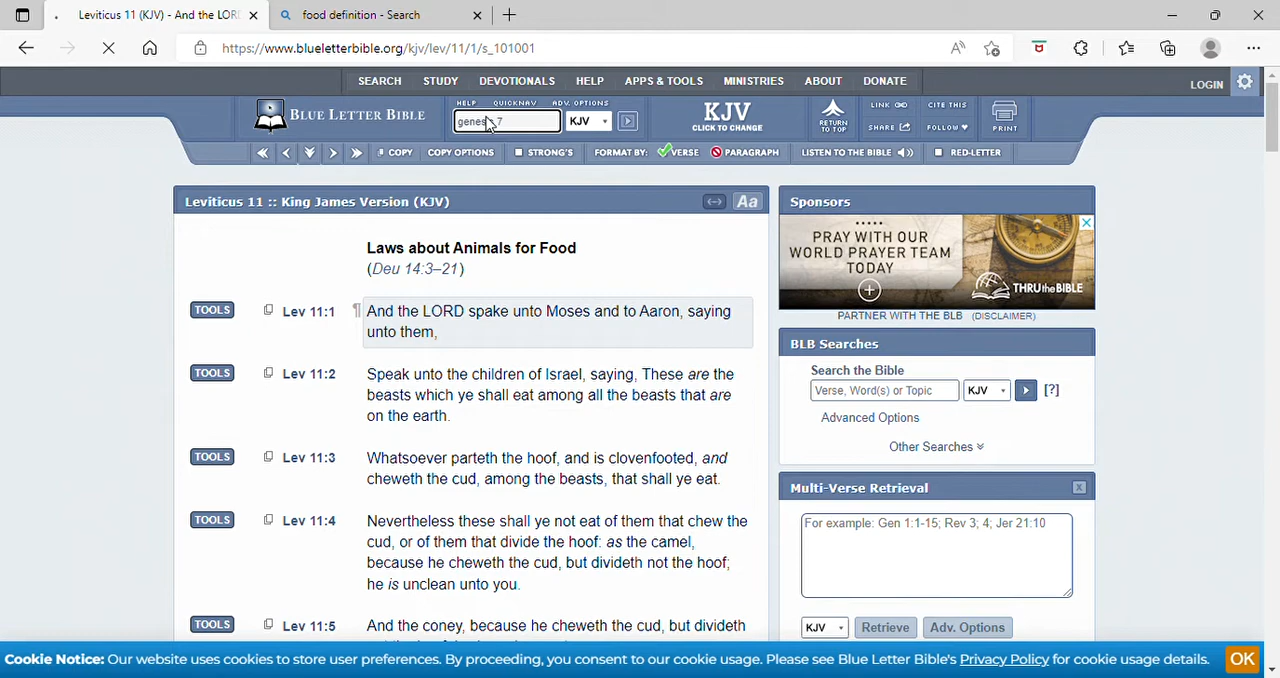 Leviticus 11 (KJV) - And the LOR
food definition - Search
https://www.blueletterbible.org/kjv/lev/11/1/s_101001
SEARCH STUDY DEVOTIONALS HELP APPS & TOOLS MINISTRIES ABOUT DONATE
LOGIN
BLUE LETTER BIBLE
HELP QUICKNAV ADV. OPTIONS
7 KJV
KJV
CLICK TO CHANGE
RETURN
TO TOP
LINK CITE THIS
SHARE FOLLOW
PRINT
COPY COPY OPTIONS STRONG'S FORMAT BY: VERSE PARAGRAPH LISTEN TO THE BIBLE RED-LETTER
Leviticus 11 :: King James Version (KJV) Aa
Laws about Animals for Food
(Deu 14:3–21)
TOOLS Lev 11:1 ¶ And the LORD spake unto Moses and to Aaron, saying
unto them,
TOOLS Lev 11:2 Speak unto the children of Israel, saying, These are the
beasts which ye shall eat among all the beasts that are
on the earth.
TOOLS Lev 11:3 Whatsoever parteth the hoof, and is clovenfooted, and
cheweth the cud, among the beasts, that shall ye eat.
TOOLS Lev 11:4 Nevertheless these shall ye not eat of them that chew the
cud, or of them that divide the hoof: as the camel,
because he cheweth the cud, but divideth not the hoof;
he is unclean unto you.
TOOLS Lev 11:5 And the coney, because he cheweth the cud, but divideth
Sponsors
PRAY WITH OUR
WORLD PRAYER TEAM
TODAY
THRU THE BIBLE
PARTNER WITH THE BLB (DISCLAIMER)
BLB Searches
Search the Bible
Verse, Word(s) or Topic KJV [?]
Advanced Options
Other Searches
Multi-Verse Retrieval X
For example: Gen 1:1-15; Rev 3; 4; Jer 21:10
KJV Retrieve Adv. Options
Cookie Notice: Our website uses cookies to store user preferences. By proceeding, you consent to our cookie usage. Please see Blue Letter Bible's Privacy Policy for cookie usage details. OK